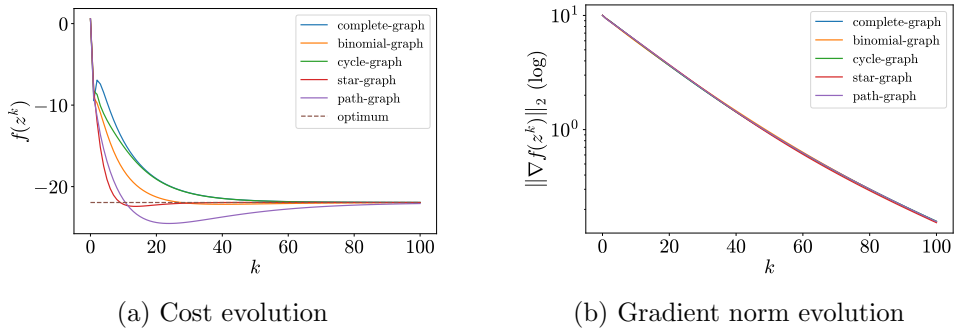 0
−10
−20
f(z^k)
0
20
40
60
80
100
k
complete-graph
binomial-graph
cycle-graph
star-graph
path-graph
optimum
(a) Cost evolution
10^1
10^0
||∇f(z^k)||_2 (log)
0
20
40
60
80
100
k
complete-graph
binomial-graph
cycle-graph
star-graph
path-graph
(b) Gradient norm evolution